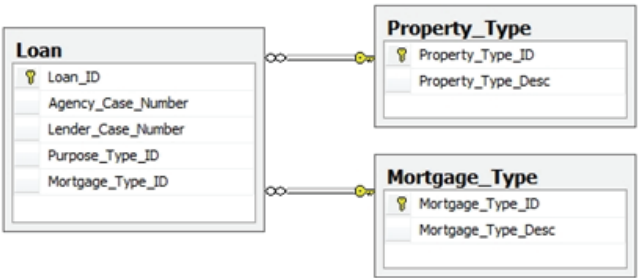 Loan
Loan_ID
Agency_Case_Number
Lender_Case_Number
Purpose_Type_ID
Mortgage_Type_ID
Property_Type
Property_Type_ID
Property_Type_Desc
Mortgage_Type
Mortgage_Type_ID
Mortgage_Type_Desc